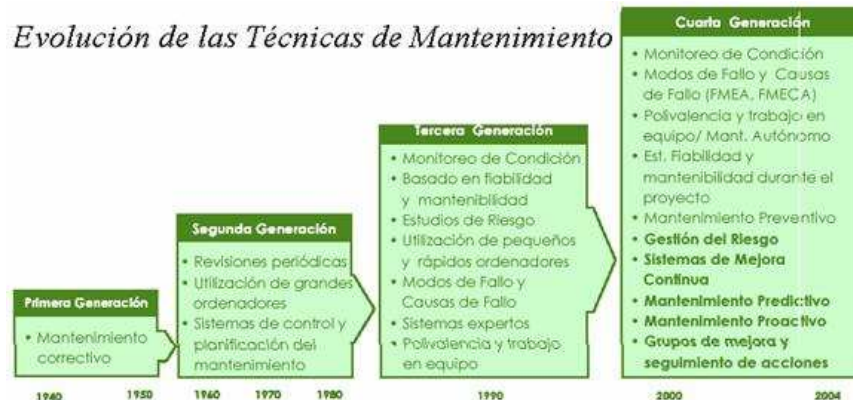 Evolución de las Técnicas de Mantenimiento
Primera Generación
• Mantenimiento
correctivo
Segunda Generación
• Revisiones periódicas
• Utilización de grandes
ordenadores
• Sistemas de control y
planificación del
mantenimiento
Tercera Generación
• Monitoreo de Condición
• Basado en fiabilidad
y mantenibilidad
• Estudios de Riesgo
• Utilización de pequeños
y rápidos ordenadores
• Modos de Fallo y
Causas de Fallo
• Sistemas expertos
• Polivalencia y trabajo
en equipo
Cuarta Generación
• Monitoreo de Condición
• Modos de Fallo y Causas
de Fallo (FMEA, FMECA)
• Polivalencia y trabajo en
equipo/ Mant. Autónomo
• Est. Fiabilidad y
mantenibilidad durante el
proyecto
• Mantenimiento Preventivo
• Gestión del Riesgo
• Sistemas de Mejora
Continua
• Mantenimiento Predictivo
• Mantenimiento Proactivo
• Grupos de mejora y
seguimiento de acciones
1940 1950 1960 1970 1980 1990 2000 2004